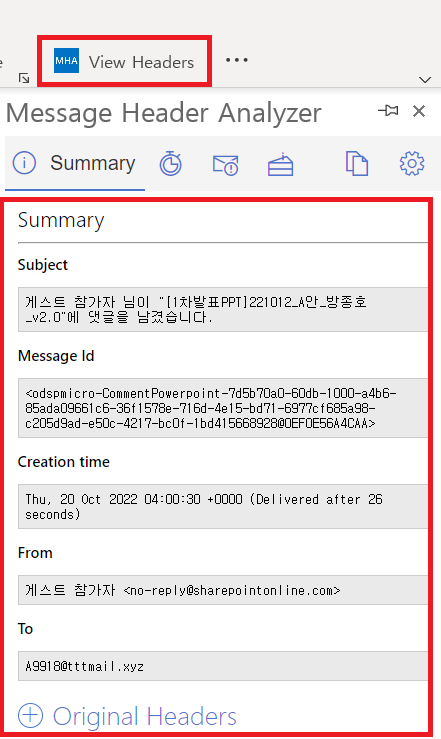 MHA View Headers ...
Message Header Analyzer
Summary
Summary
Subject
게스트 참가자 님이 "[1차발표PPT]221012_A안_방종호
_v2.0"에 댓글을 남겼습니다.
Message Id
<odspmicro-CommentPowerpoint-7d5b70a0-60db-1000-a4b6-
85ada09661c6-36f1578e-716d-4e15-bd71-6977cf685a98-
c205d9ad-e50c-4217-bc0f-1bd415668928@0EF0E56A4CAA>
Creation time
Thu, 20 Oct 2022 04:00:30 +0000 (Delivered after 26
seconds)
From
게스트 참가자 <no-reply@sharepointonline.com>
To
A9918@tttmail.xyz
Original Headers